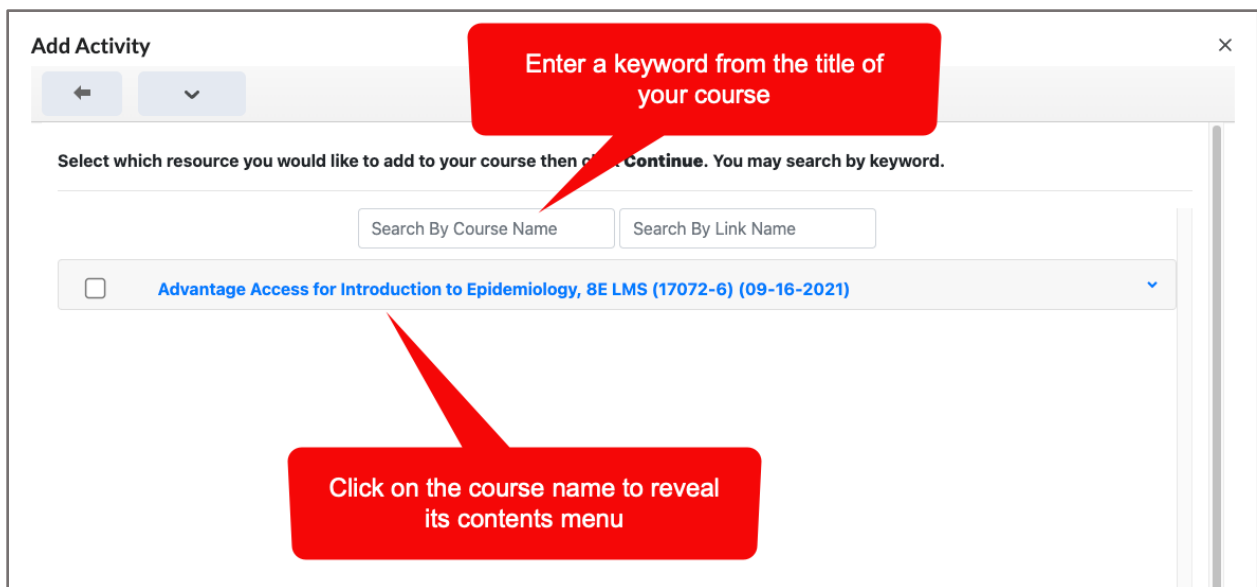 Add Activity
Enter a keyword from the title of
your course
Select which resource you would like to add to your course then Continue. You may search by keyword.
Search By Course Name
Search By Link Name
Advantage Access for Introduction to Epidemiology, 8E LMS (17072-6) (09-16-2021)
Click on the course name to reveal
its contents menu